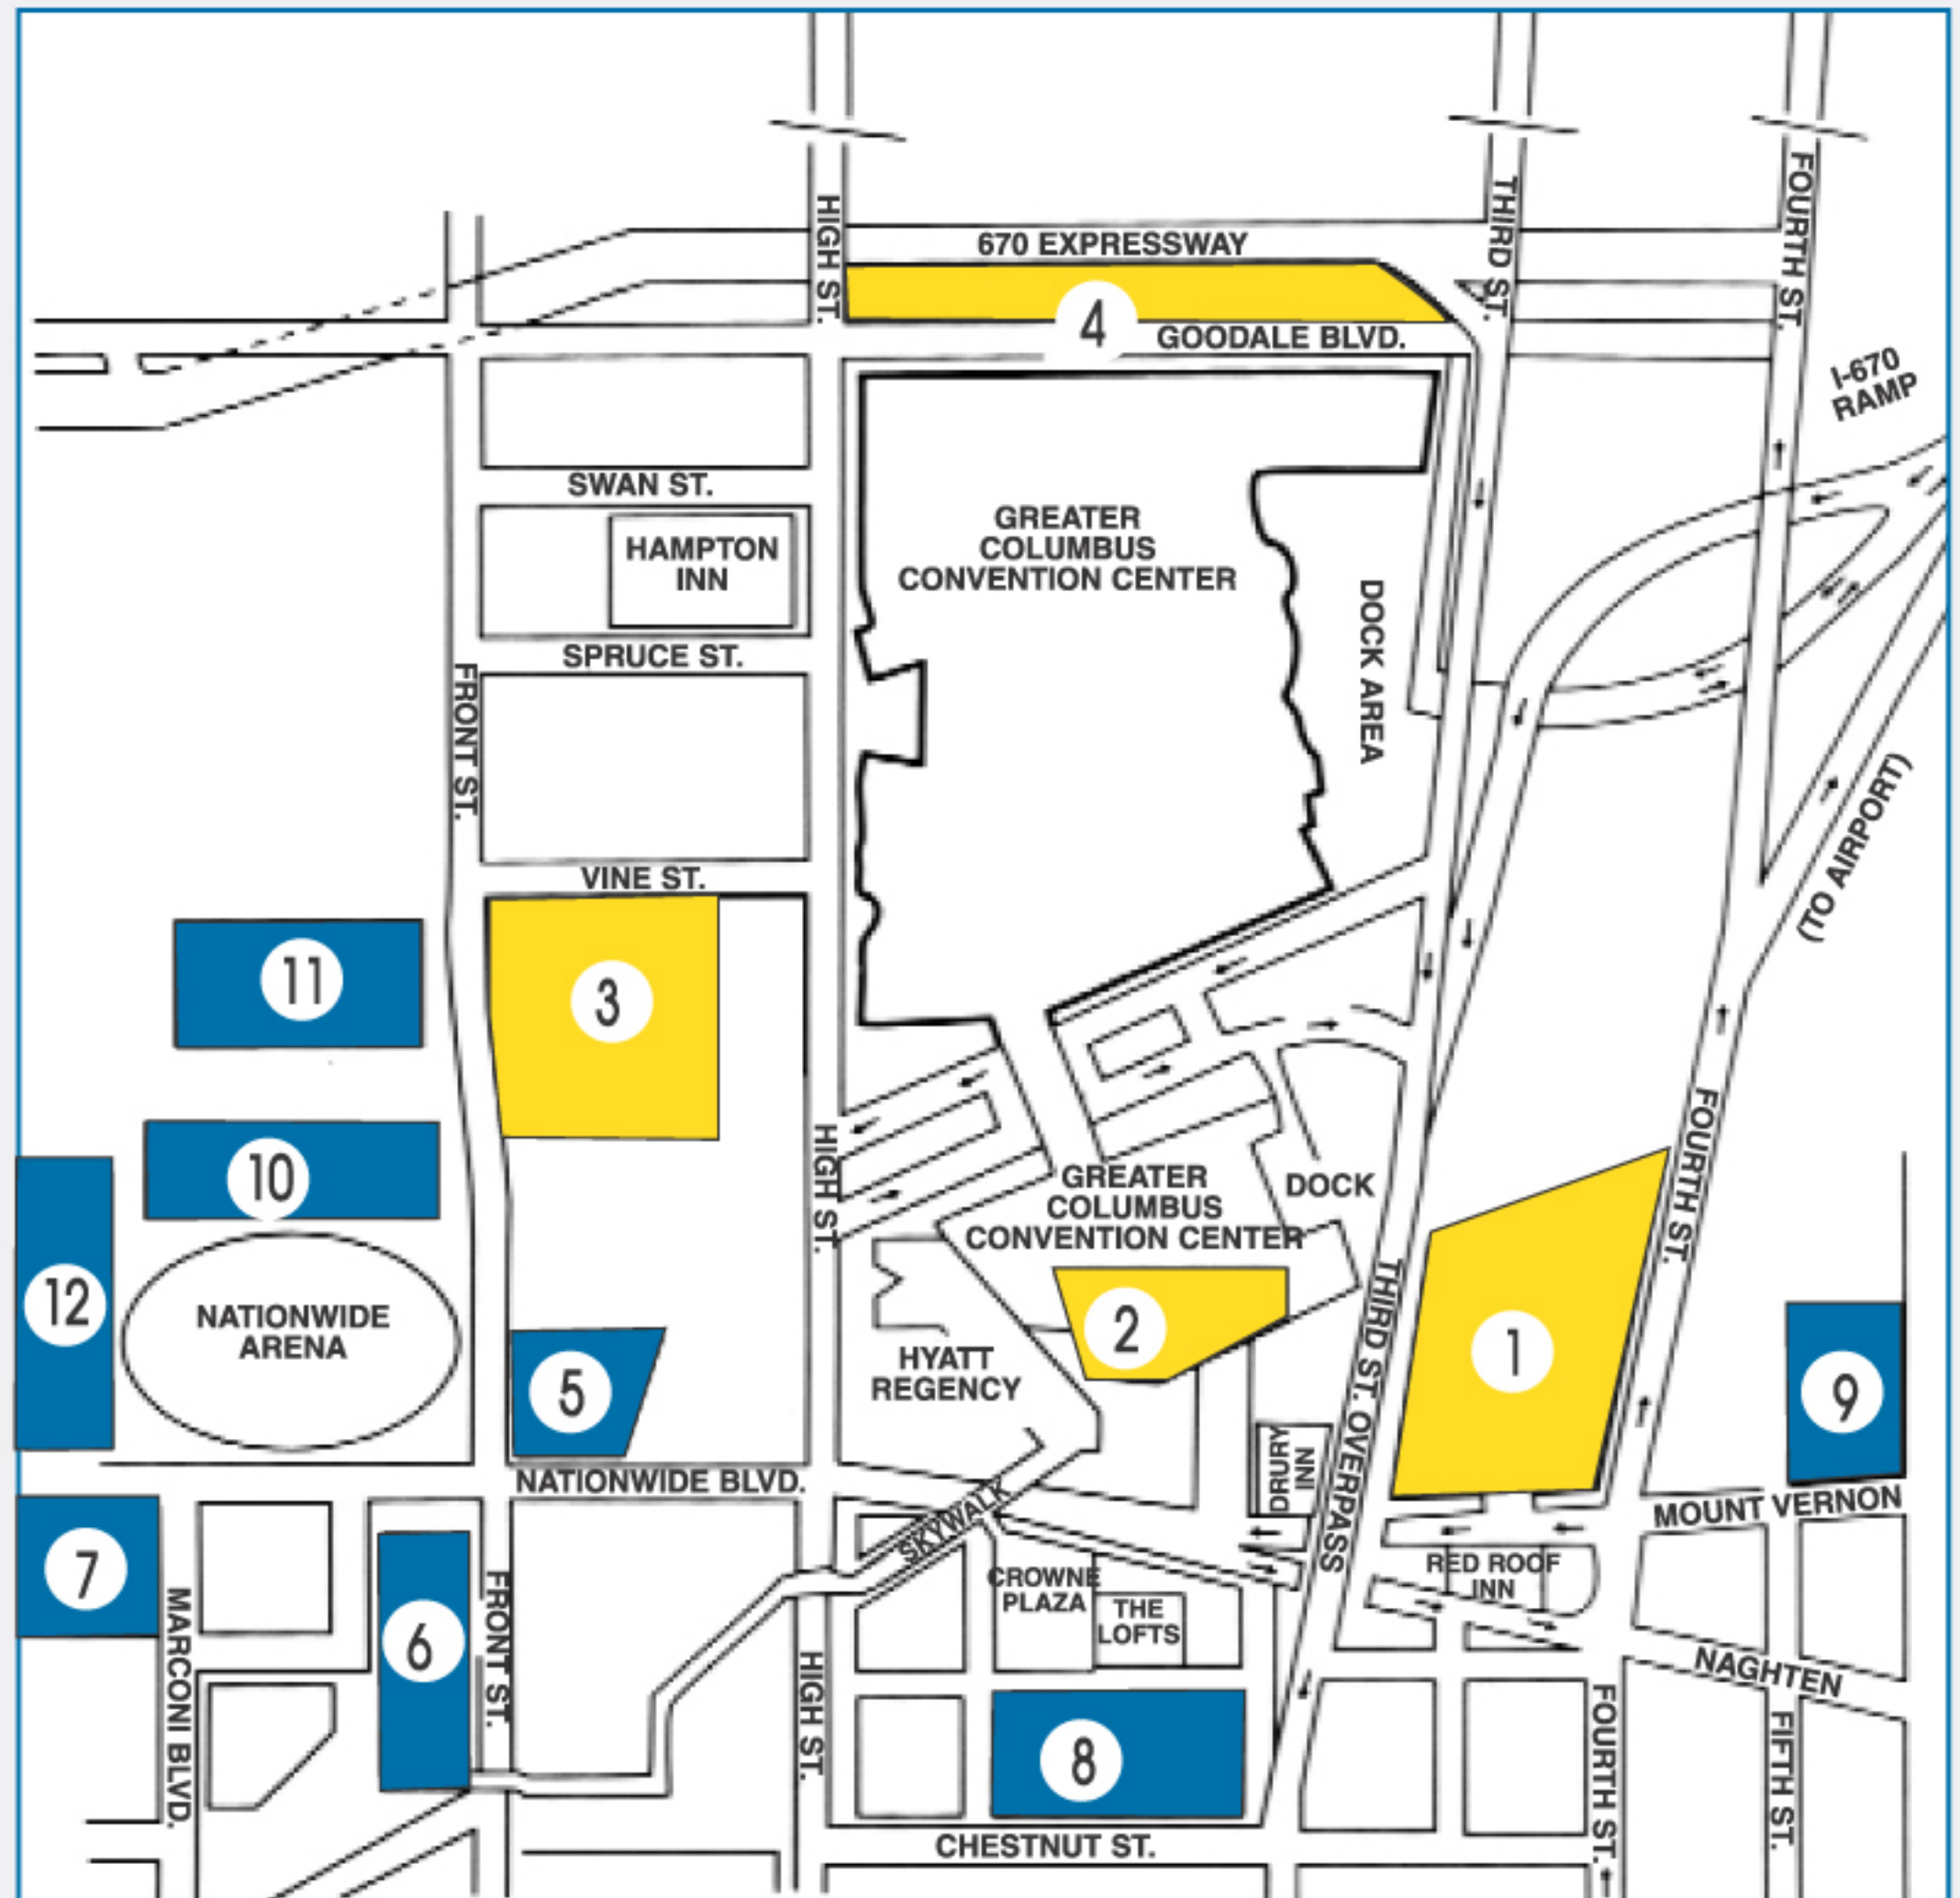 HIGH ST.
THIRD ST.
FOURTH ST.
670 EXPRESSWAY
4
GOODALE BLVD.
I-670
RAMP
SWAN ST.
HAMPTON
INN
GREATER
COLUMBUS
CONVENTION CENTER
DOCK AREA
SPRUCE ST.
FRONT ST.
(TO AIRPORT)
VINE ST.
11
3
10
HIGH ST.
FOURTH ST.
GREATER
COLUMBUS
CONVENTION CENTER
DOCK
12
NATIONWIDE
ARENA
5
HYATT
REGENCY
2
THIRD ST. OVERPASS
1
9
DRURY
INN
NATIONWIDE BLVD.
SKYWALK
MOUNT VERNON
7
MARCONI BLVD.
6
FRONT ST.
HIGH ST.
CROWNE
PLAZA
THE
LOFTS
RED ROOF
INN
NAGHTEN
8
FOURTH ST.
FIFTH ST.
CHESTNUT ST.